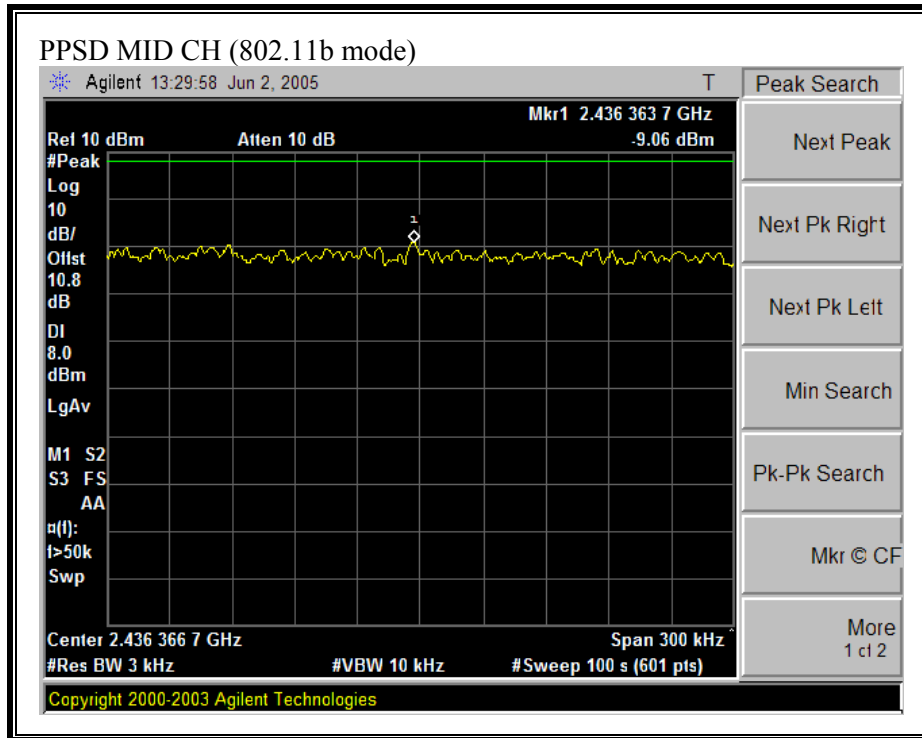 PPSD MID CH (802.11b mode)
Agilent 13:29:58 Jun 2, 2005 T
Peak Search
Mkr1 2.436 363 7 GHz
Ref 10 dBm Atten 10 dB -9.06 dBm
#Peak
Log
10
dB/
Offst
10.8
dB
DI
8.0
dBm
LgAv
M1 S2
S3 FS
AA
¤(f):
f>50k
Swp
1
Center 2.436 366 7 GHz Span 300 kHz
#Res BW 3 kHz #VBW 10 kHz #Sweep 100 s (601 pts)
Copyright 2000-2003 Agilent Technologies
Next Peak
Next Pk Right
Next Pk Left
Min Search
Pk-Pk Search
Mkr © CF
More
1 of 2